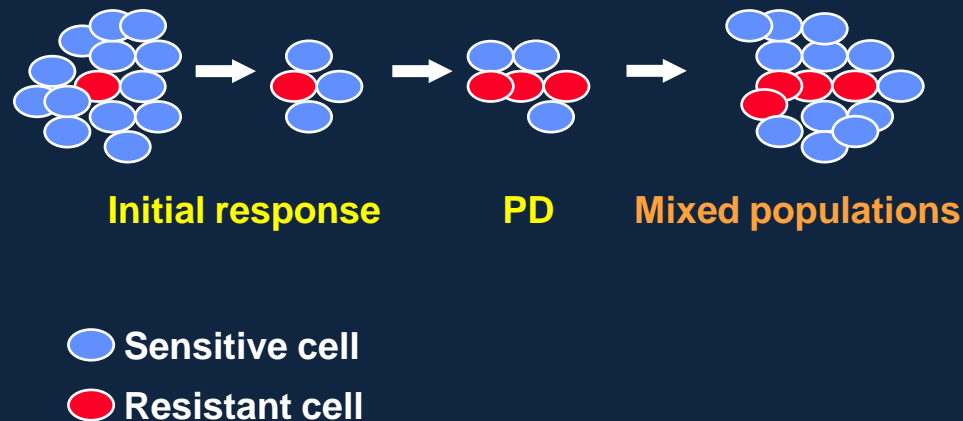 Initial response PD Mixed populations
Sensitive cell
Resistant cell